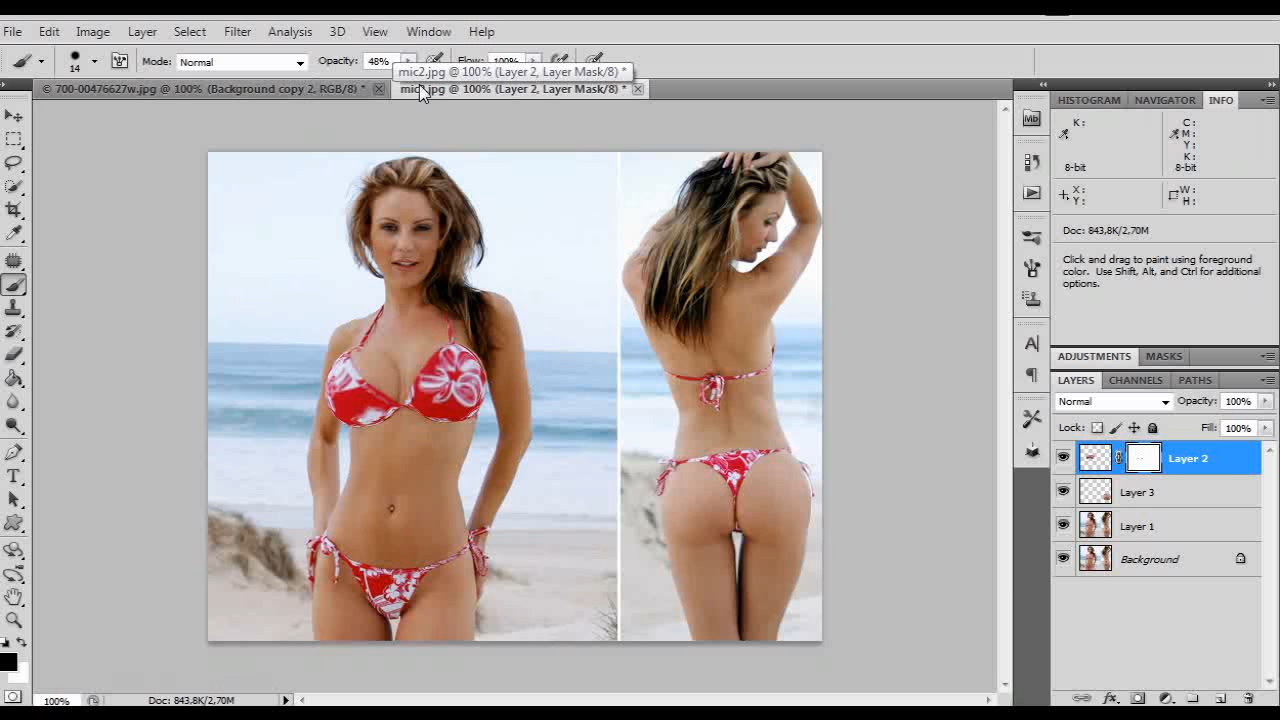 File Edit Image Layer Select Filter Analysis 3D View Window Help
14 Mode: Normal Opacity: 48% Flow: 100%
mic2.jpg @ 100% (Layer 2, Layer Mask/8) *
© 700-00476627w.jpg @ 100% (Background copy 2, RGB/8) * mic2.jpg @ 100% (Layer 2, Layer Mask/8) *
HISTOGRAM NAVIGATOR INFO
Mb
K: C:
M:
Y:
K:
8-bit 8-bit
X: W:
Y: H:
Doc: 843,8K/2,70M
Click and drag to paint using foreground
color. Use Shift, Alt, and Ctrl for additional
options.
ADJUSTMENTS MASKS
LAYERS CHANNELS PATHS
Normal Opacity: 100%
Lock: Fill: 100%
Layer 2
Layer 3
Layer 1
Background
100% Doc: 843,8K/2,70M